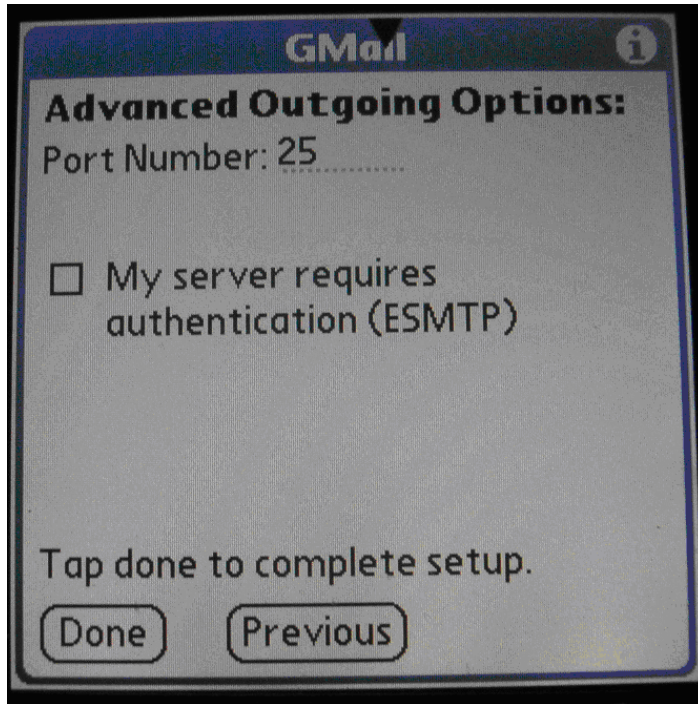 GMail
Advanced Outgoing Options:
Port Number: 25
My server requires
authentication (ESMTP)
Tap done to complete setup.
Done Previous